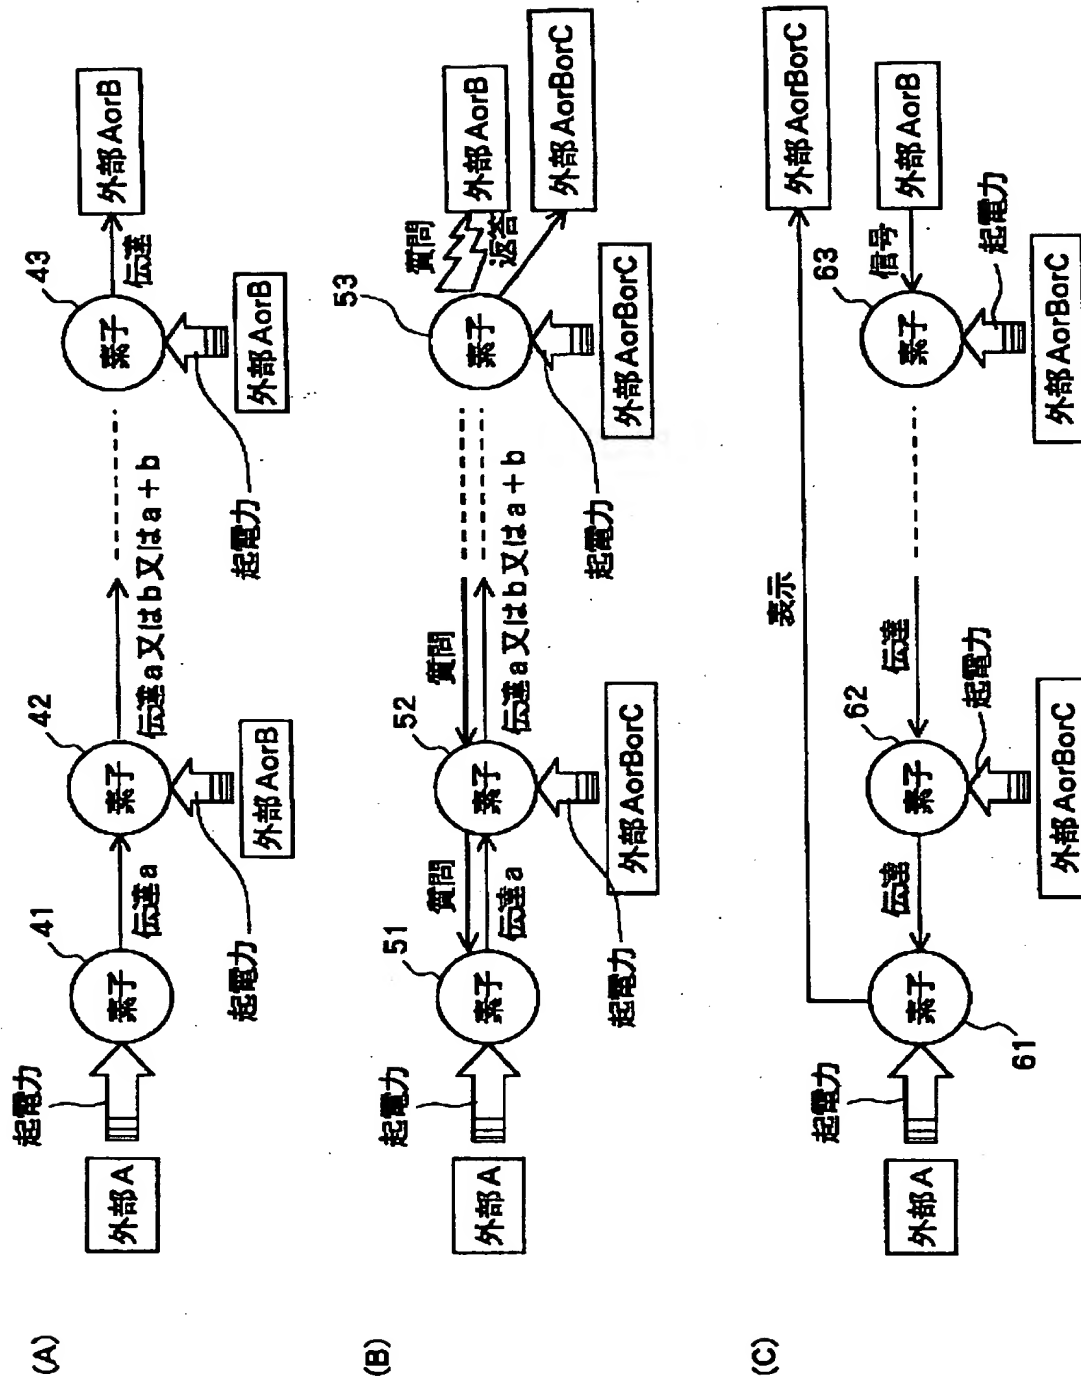 (A)
外部A
起電力
素子
41
伝達a
素子
42
起電力
外部AorB
伝達a又はb又はa+b
素子
43
起電力
外部AorB
伝達
外部AorB
(B)
外部A
起電力
素子
51
質問
伝達a
素子
52
起電力
外部AorBorC
質問
伝達a又はb又はa+b
素子
53
起電力
外部AorBorC
質問
返答
外部AorB
外部AorBorC
(C)
外部A
起電力
素子
61
表示
伝達
素子
62
起電力
外部AorBorC
伝達
素子
63
起電力
外部AorBorC
信号
外部AorB
外部AorBorC